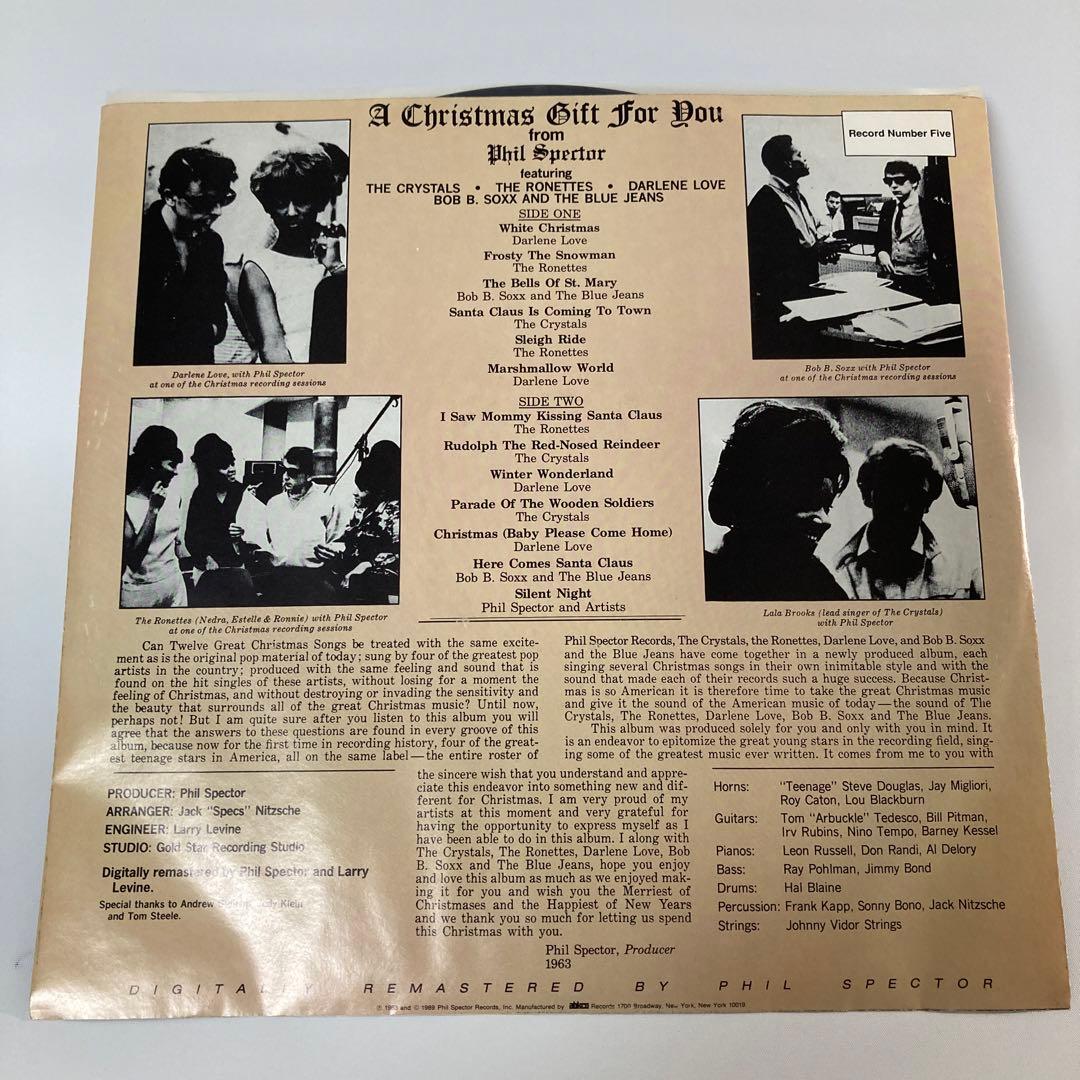 A Christmas Gift For You
from
Phil Spector
featuring
THE CRYSTALS • THE RONETTES • DARLENE LOVE
BOB B. SOXX AND THE BLUE JEANS
Record Number Five
SIDE ONE
White Christmas
Darlene Love
Frosty The Snowman
The Ronettes
The Bells Of St. Mary
Bob B. Soxx and The Blue Jeans
Santa Claus Is Coming To Town
The Crystals
Sleigh Ride
The Ronettes
Marshmallow World
Darlene Love
Darlene Love, with Phil Spector
at one of the Christmas recording sessions
Bob B. Soxx with Phil Spector
at one of the Christmas recording sessions
SIDE TWO
I Saw Mommy Kissing Santa Claus
The Ronettes
Rudolph The Red-Nosed Reindeer
The Crystals
Winter Wonderland
Darlene Love
Parade Of The Wooden Soldiers
The Crystals
Christmas (Baby Please Come Home)
Darlene Love
Here Comes Santa Claus
Bob B. Soxx and The Blue Jeans
Silent Night
Phil Spector and Artists
The Ronettes (Nedra, Estelle & Ronnie) with Phil Spector
at one of the Christmas recording sessions
Lala Brooks (lead singer of The Crystals)
with Phil Spector
Can Twelve Great Christmas Songs be treated with the same excite-
ment as is the original pop material of today; sung by four of the greatest pop
artists in the country; produced with the same feeling and sound that is
found on the hit singles of these artists, without losing for a moment the
feeling of Christmas, and without destroying or invading the sensitivity and
the beauty that surrounds all of the great Christmas music? Until now,
perhaps not! But I am quite sure after you listen to this album you will
agree that the answers to these questions are found in every groove of this
album, because now for the first time in recording history, four of the great-
est teenage stars in America, all on the same label—the entire roster of
Phil Spector Records, The Crystals, the Ronettes, Darlene Love, and Bob B. Soxx
and the Blue Jeans have come together in a newly produced album, each
singing several Christmas songs in their own inimitable style and with the
sound that made each of their records such a huge success. Because Christ-
mas is so American it is therefore time to take the great Christmas music
and give it the sound of the American music of today—the sound of The
Crystals, The Ronettes, Darlene Love, Bob B. Soxx and The Blue Jeans.
This album was produced solely for you and only with you in mind. It
is an endeavor to epitomize the great young stars in the recording field, sing-
ing some of the greatest music ever written. It comes from me to you with
the sincere wish that you understand and appre-
ciate this endeavor into something new and dif-
ferent for Christmas. I am very proud of my
artists at this moment and very grateful for
having the opportunity to express myself as I
have been able to do in this album. I along with
The Crystals, The Ronettes, Darlene Love, Bob
B. Soxx and The Blue Jeans, hope you enjoy
and love this album as much as we enjoyed mak-
ing it for you and wish you the Merriest of
Christmases and the Happiest of New Years
and we thank you so much for letting us spend
this Christmas with you.
Phil Spector, Producer
1963
PRODUCER: Phil Spector
ARRANGER: Jack "Specs" Nitzsche
ENGINEER: Larry Levine
STUDIO: Gold Star Recording Studio
Digitally remastered by Phil Spector and Larry
Levine.
Special thanks to Andrew Klein
and Tom Steele.
Horns: "Teenage" Steve Douglas, Jay Migliori,
Roy Caton, Lou Blackburn
Guitars: Tom "Arbuckle" Tedesco, Bill Pitman,
Irv Rubins, Nino Tempo, Barney Kessel
Pianos: Leon Russell, Don Randi, Al Delory
Bass: Ray Pohlman, Jimmy Bond
Drums: Hal Blaine
Percussion: Frank Kapp, Sonny Bono, Jack Nitzsche
Strings: Johnny Vidor Strings
DIGITALLY REMASTERED BY PHIL SPECTOR
℗ 1963 and © 1989 Phil Spector Records, Inc. Manufactured by abkco Records 1700 Broadway, New York, New York 10019